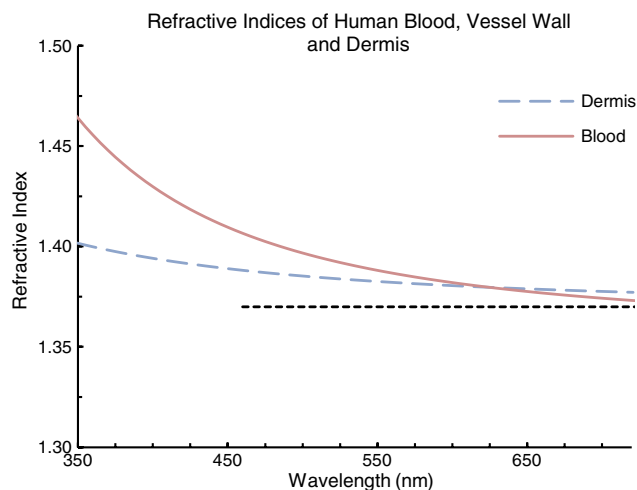 Refractive Indices of Human Blood, Vessel Wall
and Dermis
1.50
1.45
1.40
1.35
1.30
Refractive Index
Dermis
Blood
350
450
550
650
Wavelength (nm)